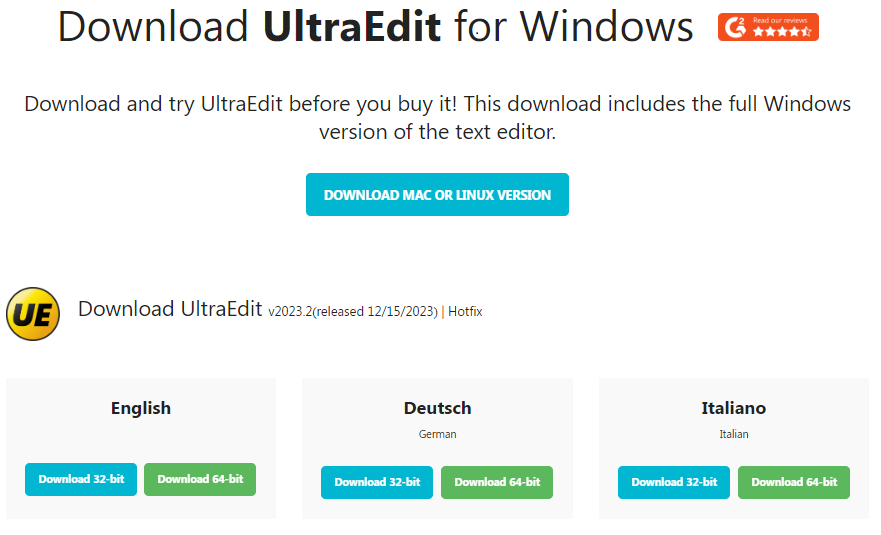 Download UltraEdit for Windows
G2 Read our reviews
Download and try UltraEdit before you buy it! This download includes the full Windows
version of the text editor.
DOWNLOAD MAC OR LINUX VERSION
UE Download UltraEdit v2023.2(released 12/15/2023) | Hotfix
English
Download 32-bit Download 64-bit
Deutsch
German
Download 32-bit Download 64-bit
Italiano
Italian
Download 32-bit Download 64-bit